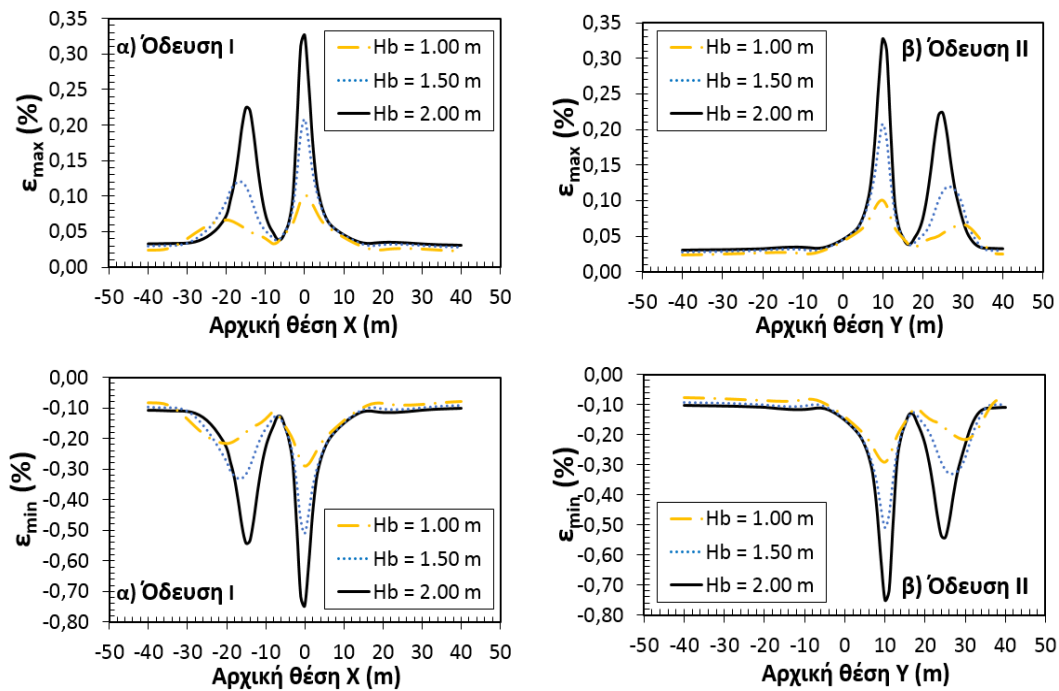 α) Όδευση I
Hb = 1.00 m
Hb = 1.50 m
Hb = 2.00 m
0,35
0,30
0,25
0,20
0,15
0,10
0,05
0,00
εmax (%)
-50 -40 -30 -20 -10 0 10 20 30 40 50
Αρχική θέση X (m)
β) Όδευση II
Hb = 1.00 m
Hb = 1.50 m
Hb = 2.00 m
0,35
0,30
0,25
0,20
0,15
0,10
0,05
0,00
εmax (%)
-50 -40 -30 -20 -10 0 10 20 30 40 50
Αρχική θέση Y (m)
0,00
-0,10
-0,20
-0,30
-0,40
-0,50
-0,60
-0,70
-0,80
εmin (%)
Hb = 1.00 m
Hb = 1.50 m
Hb = 2.00 m
α) Όδευση I
-50 -40 -30 -20 -10 0 10 20 30 40 50
Αρχική θέση X (m)
0,00
-0,10
-0,20
-0,30
-0,40
-0,50
-0,60
-0,70
-0,80
εmin (%)
Hb = 1.00 m
Hb = 1.50 m
Hb = 2.00 m
β) Όδευση II
-50 -40 -30 -20 -10 0 10 20 30 40 50
Αρχική θέση Y (m)